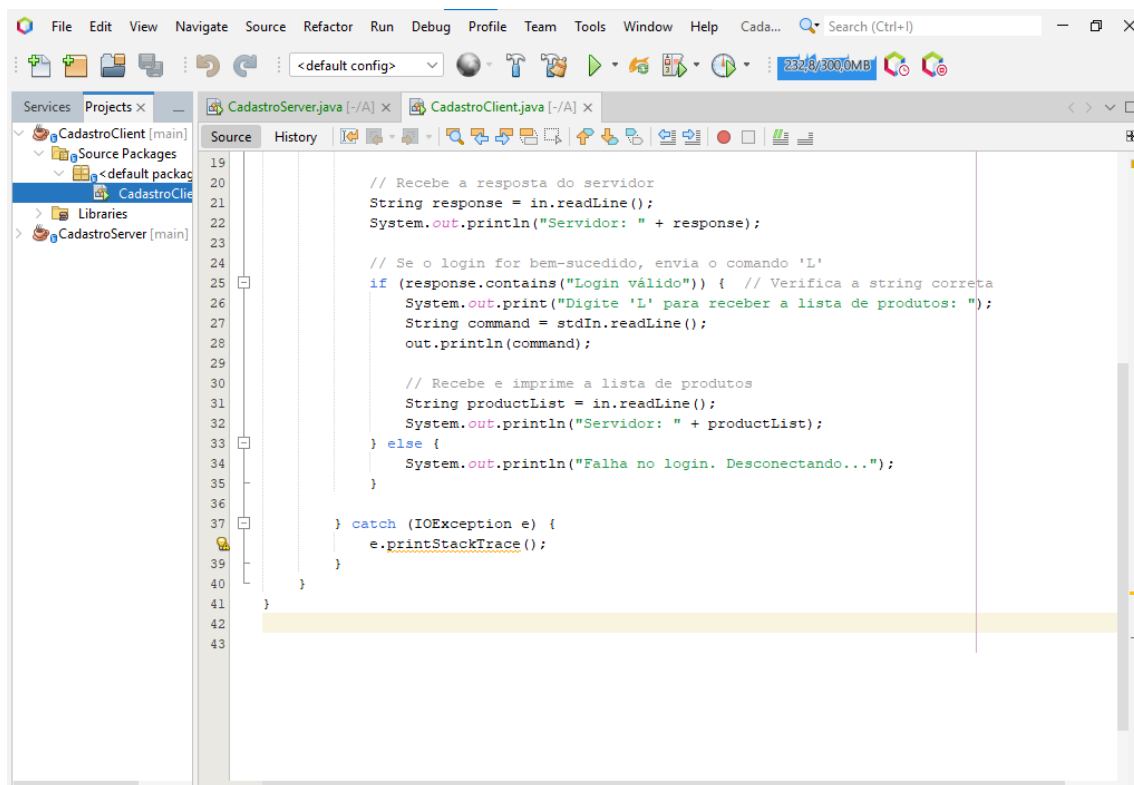 File Edit View Navigate Source Refactor Run Debug Profile Team Tools Window Help Cada... Search (Ctrl+I)
<default config> 232,8/300,0MB
Services Projects CadastroServer.java [-/A] CadastroClient.java [-/A]
CadastroClient [main]
Source Packages
<default packag
CadastroClie
Libraries
CadastroServer [main]
Source History
19
20 // Recebe a resposta do servidor
21 String response = in.readLine();
22 System.out.println("Servidor: " + response);
23
24 // Se o login for bem-sucedido, envia o comando 'L'
25 if (response.contains("Login válido")) { // Verifica a string correta
26 System.out.print("Digite 'L' para receber a lista de produtos: ");
27 String command = stdIn.readLine();
28 out.println(command);
29
30 // Recebe e imprime a lista de produtos
31 String productList = in.readLine();
32 System.out.println("Servidor: " + productList);
33 } else {
34 System.out.println("Falha no login. Desconectando...");
35 }
36
37 } catch (IOException e) {
e.printStackTrace();
39 }
40 }
41 }
42
43